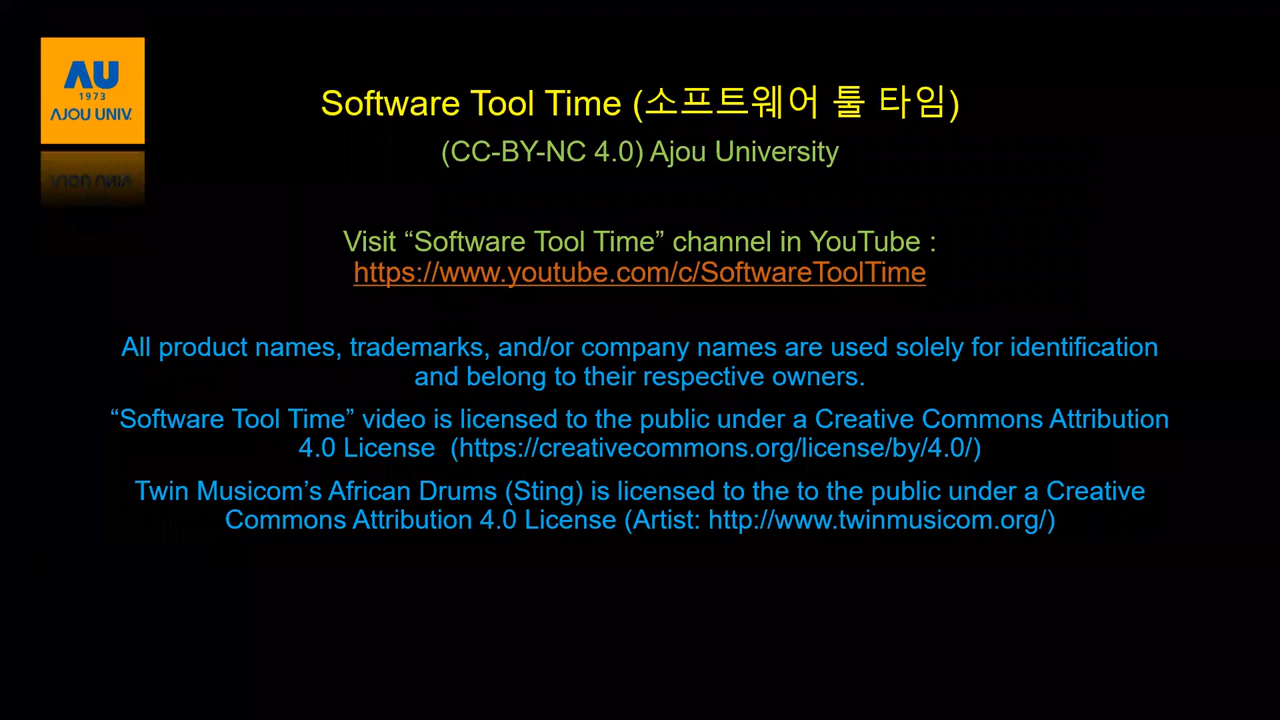 AU
1973
AJOU UNIV.
Software Tool Time (소프트웨어 툴 타임)
(CC-BY-NC 4.0) Ajou University
Visit “Software Tool Time” channel in YouTube :
https://www.youtube.com/c/SoftwareToolTime
All product names, trademarks, and/or company names are used solely for identification
and belong to their respective owners.
“Software Tool Time” video is licensed to the public under a Creative Commons Attribution
4.0 License (https://creativecommons.org/license/by/4.0/)
Twin Musicom’s African Drums (Sting) is licensed to the to the public under a Creative
Commons Attribution 4.0 License (Artist: http://www.twinmusicom.org/)